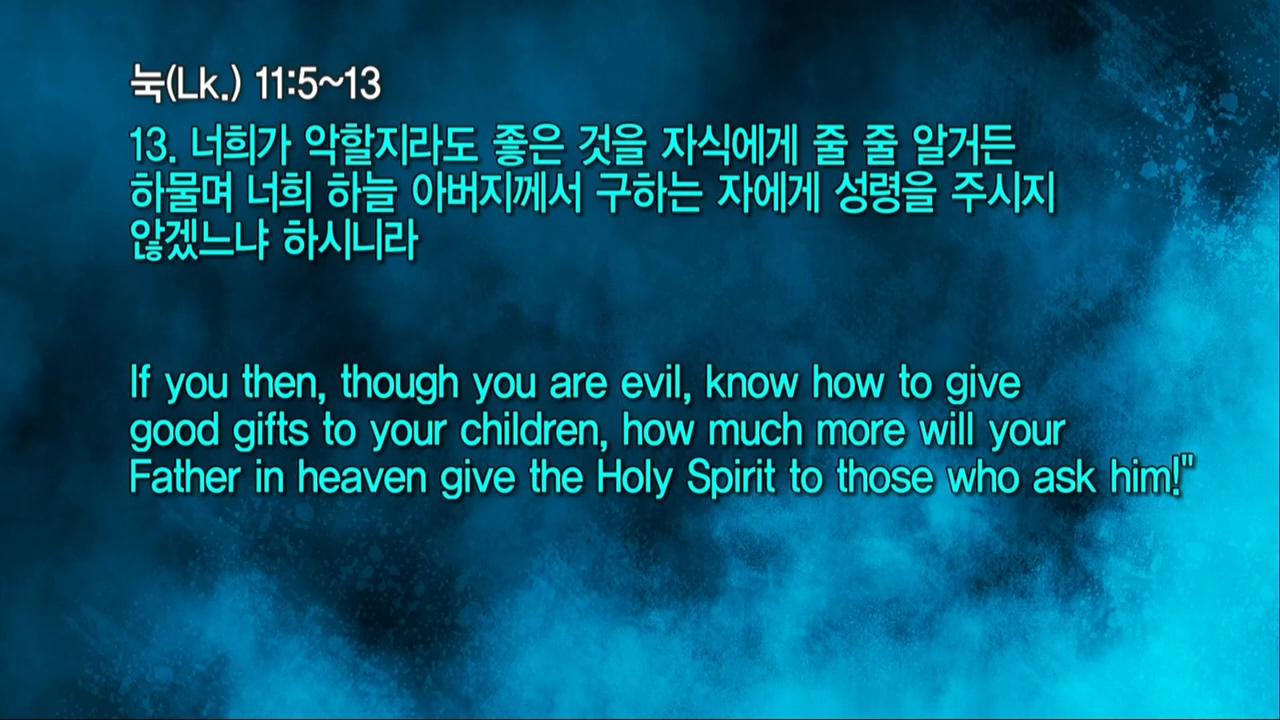 눅(Lk.) 11:5~13
13. 너희가 악할지라도 좋은 것을 자식에게 줄 줄 알거든
하물며 너희 하늘 아버지께서 구하는 자에게 성령을 주시지
않겠느냐 하시니라
If you then, though you are evil, know how to give
good gifts to your children, how much more will your
Father in heaven give the Holy Spirit to those who ask him!"